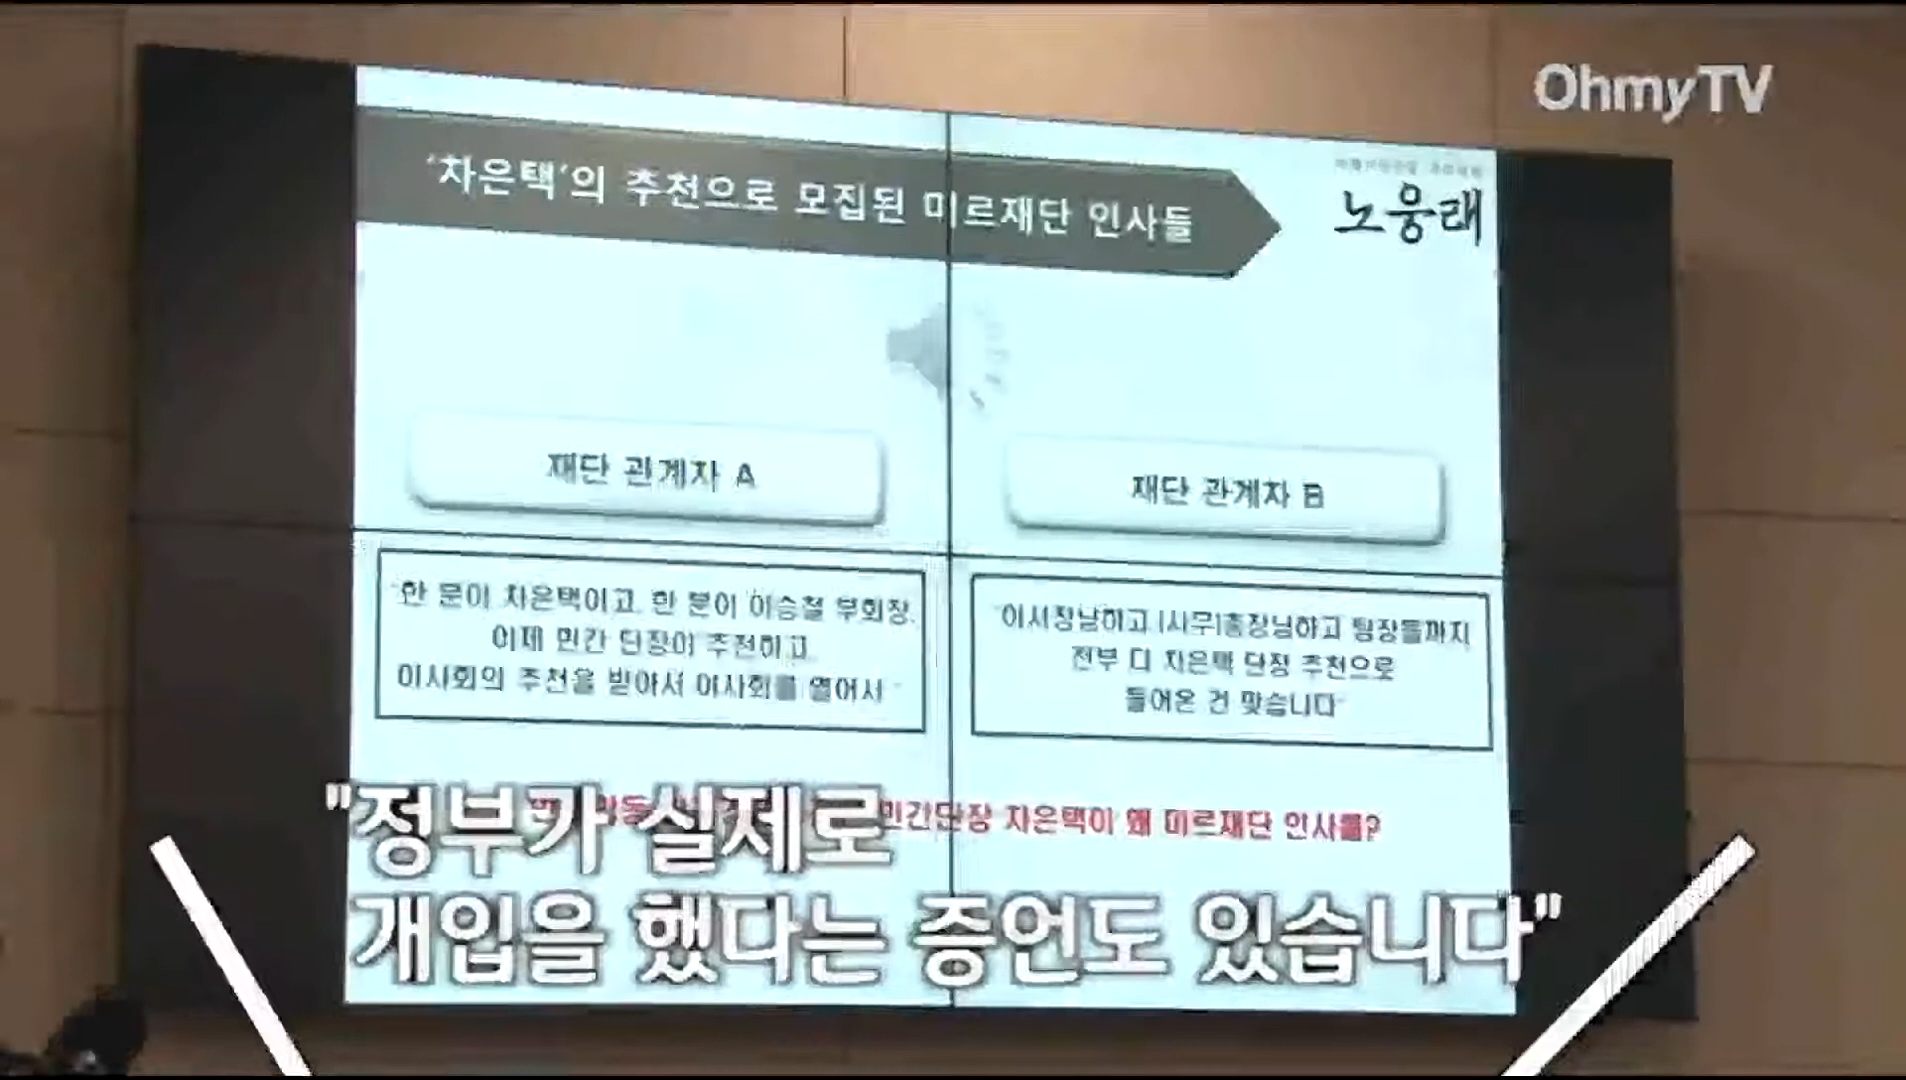 OhmyTV
'차은택'의 추천으로 모집된 미르재단 인사들
노웅래
재단 관계자 A
재단 관계자 B
"한 분이 차은택이고, 한 분이 이승철 부회장,
이제 민간 단장이 추천하고,
이사회의 추천을 받아서 이사회를 열어서"
"이사장님하고 [사무]총장님하고 팀장들까지
전부 다 차은택 단장 추천으로
들어온 건 맞습니다"
민간단장 차은택이 왜 미르재단 인사를?
"정부가 실제로
개입을 했다는 증언도 있습니다"